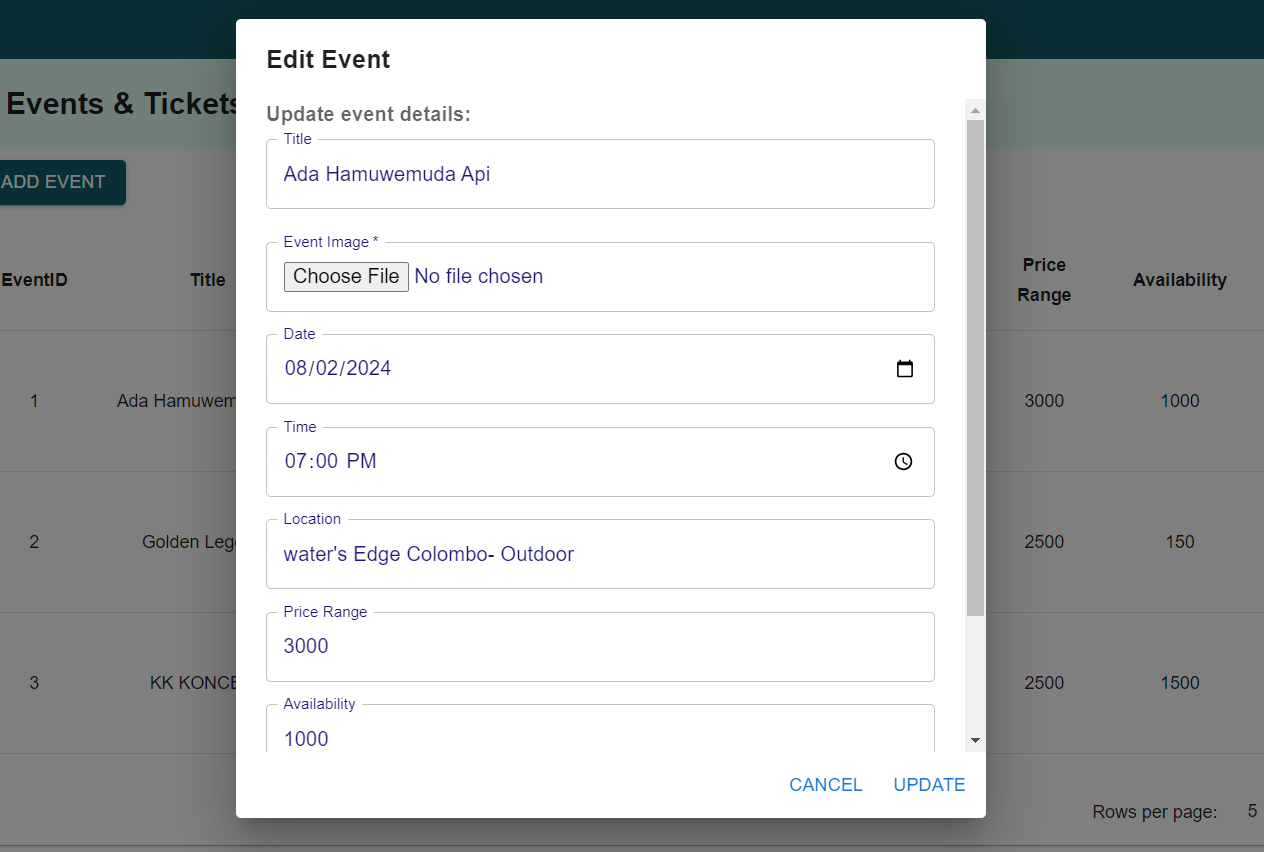 Edit Event
Events & Tickets
Update event details:
Title
Ada Hamuwemuda Api
ADD EVENT
Event Image *
Choose File No file chosen
EventID Title Price Range Availability
Date
08/02/2024
1 Ada Hamuwem 3000 1000
Time
07:00 PM
Location
water's Edge Colombo- Outdoor
2 Golden Leg 2500 150
Price Range
3000
3 KK KONCE 2500 1500
Availability
1000
CANCEL UPDATE
Rows per page: 5